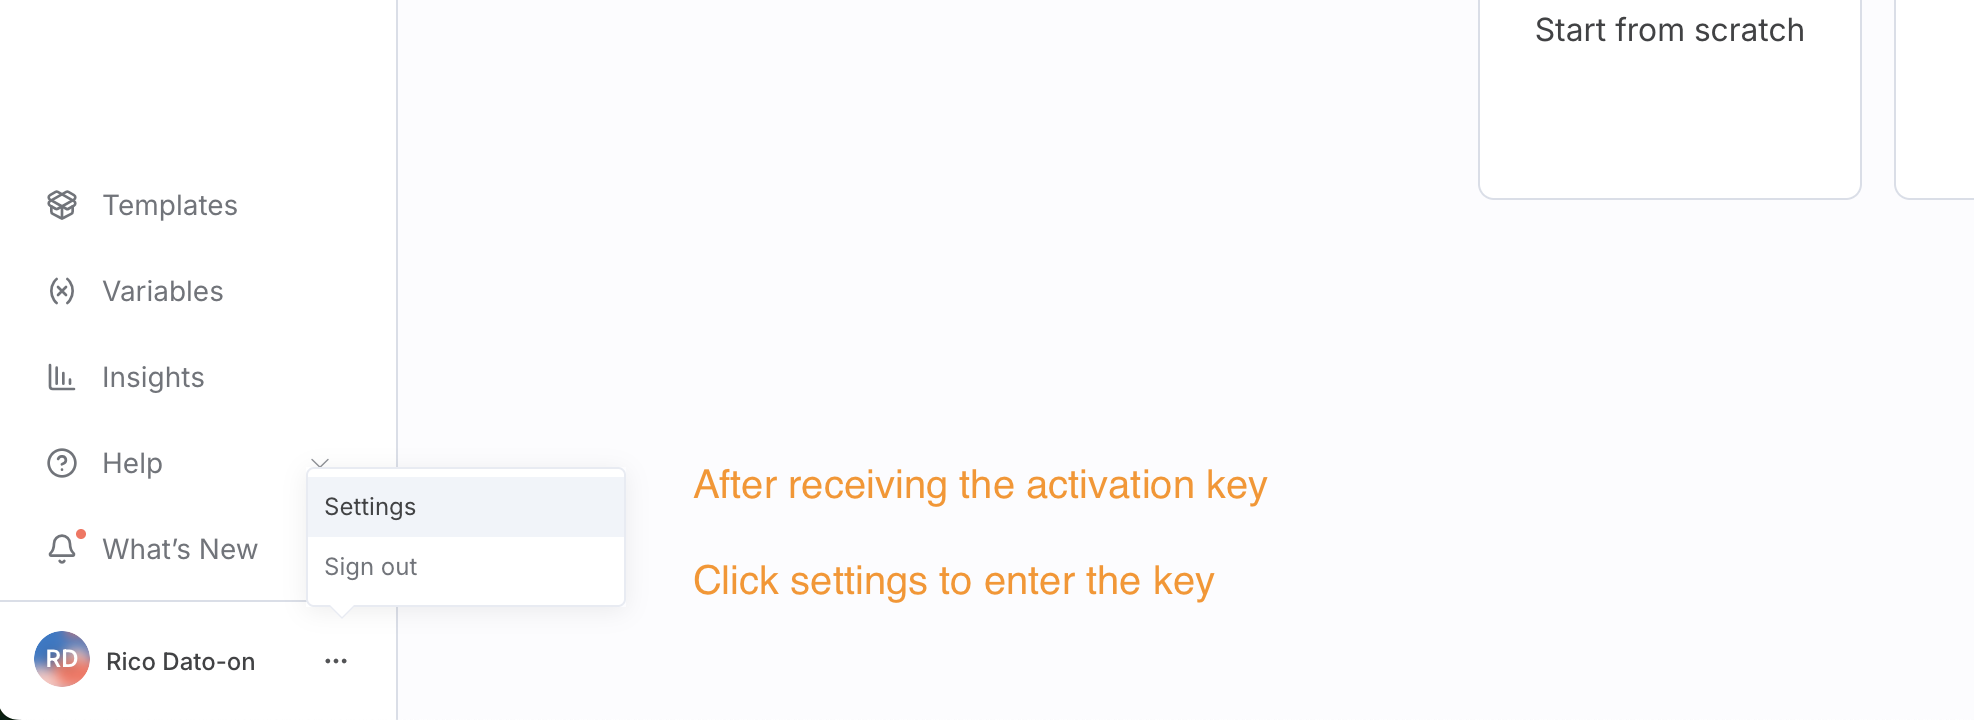 Start from scratch
Templates
Variables
Insights
Help
Settings
After receiving the activation key
What’s New
Sign out
Click settings to enter the key
RD
Rico Dato-on